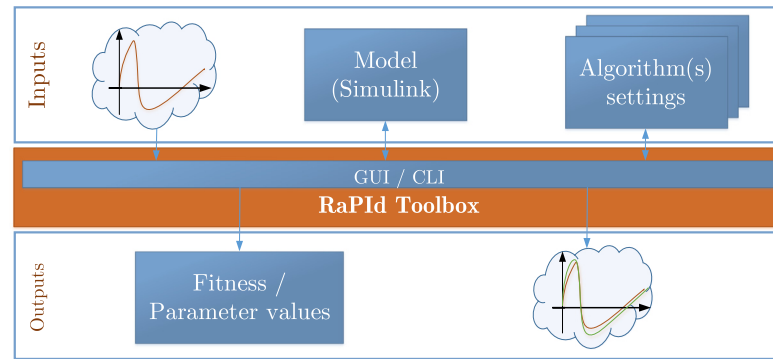 Inputs
Model
(Simulink)
Algorithm(s)
settings
GUI / CLI
RaPId Toolbox
Outputs
Fitness /
Parameter values